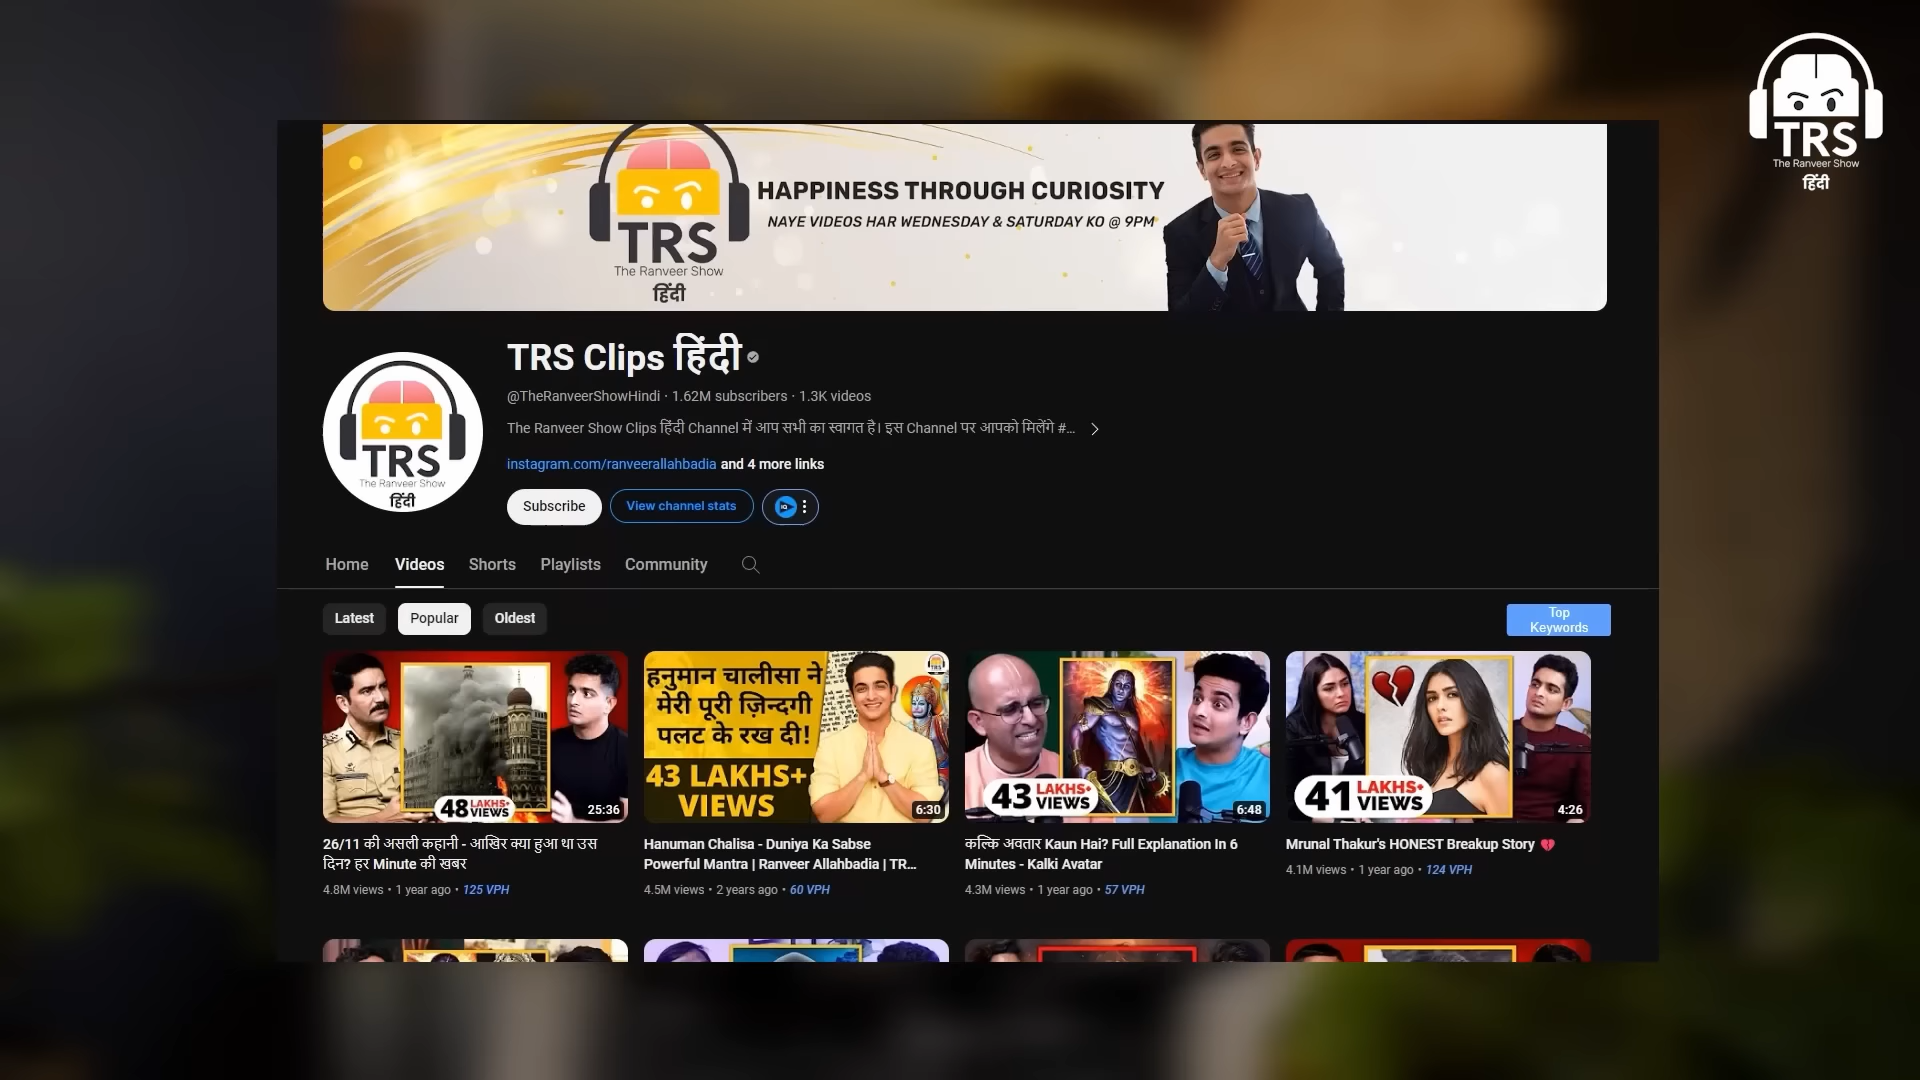 TRS
The Ranveer Show
हिंदी
TRS
The Ranveer Show
हिंदी
HAPPINESS THROUGH CURIOSITY
NAYE VIDEOS HAR WEDNESDAY & SATURDAY KO @ 9PM
TRS
The Ranveer Show
हिंदी
TRS Clips हिंदी
@TheRanveerShowHindi · 1.62M subscribers · 1.3K videos
The Ranveer Show Clips हिंदी Channel में आप सभी का स्वागत है। इस Channel पर आपको मिलेंगे #...
instagram.com/ranveerallahbadia and 4 more links
Subscribe
View channel stats
IQ
Home Videos Shorts Playlists Community
Latest Popular Oldest
Top
Keywords
48 LAKHS+
VIEWS
25:36
हनुमान चालीसा ने
मेरी पूरी ज़िन्दगी
पलट के रख दी!
43 LAKHS+
VIEWS
6:30
43 LAKHS+
VIEWS
6:48
41 LAKHS+
VIEWS
4:26
26/11 की असली कहानी - आखिर क्या हुआ था उस
दिन? हर Minute की खबर
4.8M views • 1 year ago • 125 VPH
Hanuman Chalisa - Duniya Ka Sabse
Powerful Mantra | Ranveer Allahbadia | TR...
4.5M views • 2 years ago • 60 VPH
कल्कि अवतार Kaun Hai? Full Explanation In 6
Minutes - Kalki Avatar
4.3M views • 1 year ago • 57 VPH
Mrunal Thakur's HONEST Breakup Story 💔
4.1M views • 1 year ago • 124 VPH